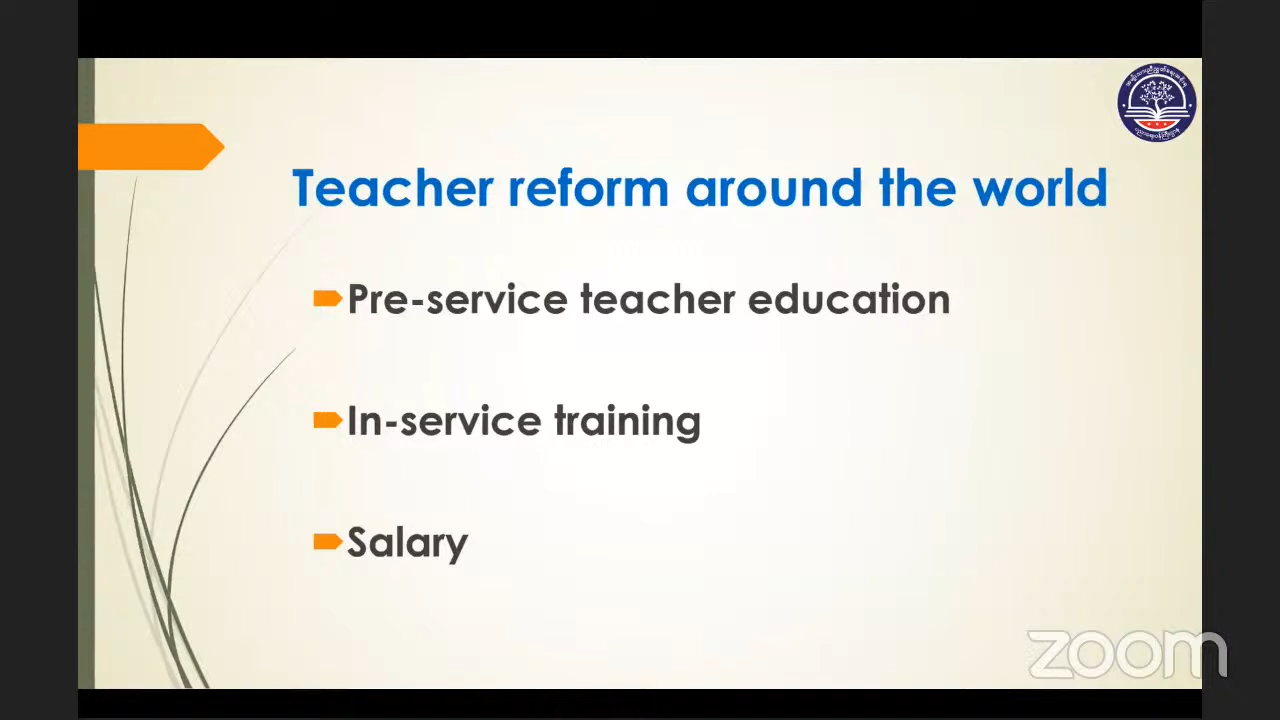 Teacher reform around the world
Pre-service teacher education
In-service training
Salary
zoom